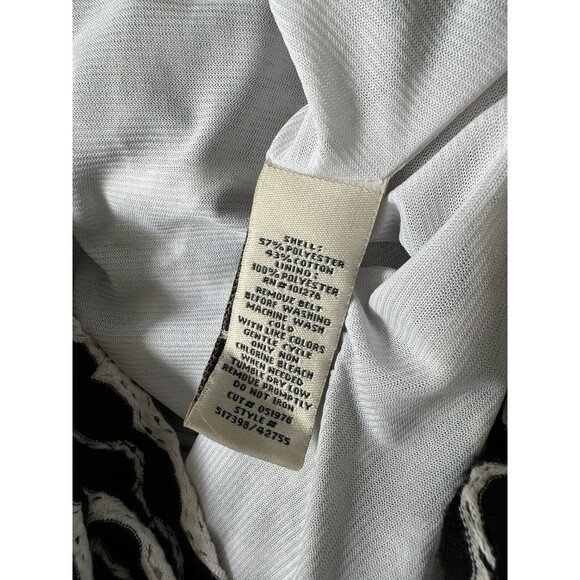 SHELL:
57% POLYESTER
43% COTTON
LINING:
100% POLYESTER
RN# 101276
REMOVE BELT
BEFORE WASHING
MACHINE WASH
COLD
WITH LIKE COLORS
GENTLE CYCLE
ONLY NON
CHLORINE BLEACH
WHEN NEEDED
TUMBLE DRY LOW
REMOVE PROMPTLY
DO NOT IRON
CUT# 051978
STYLE#
517398/42755